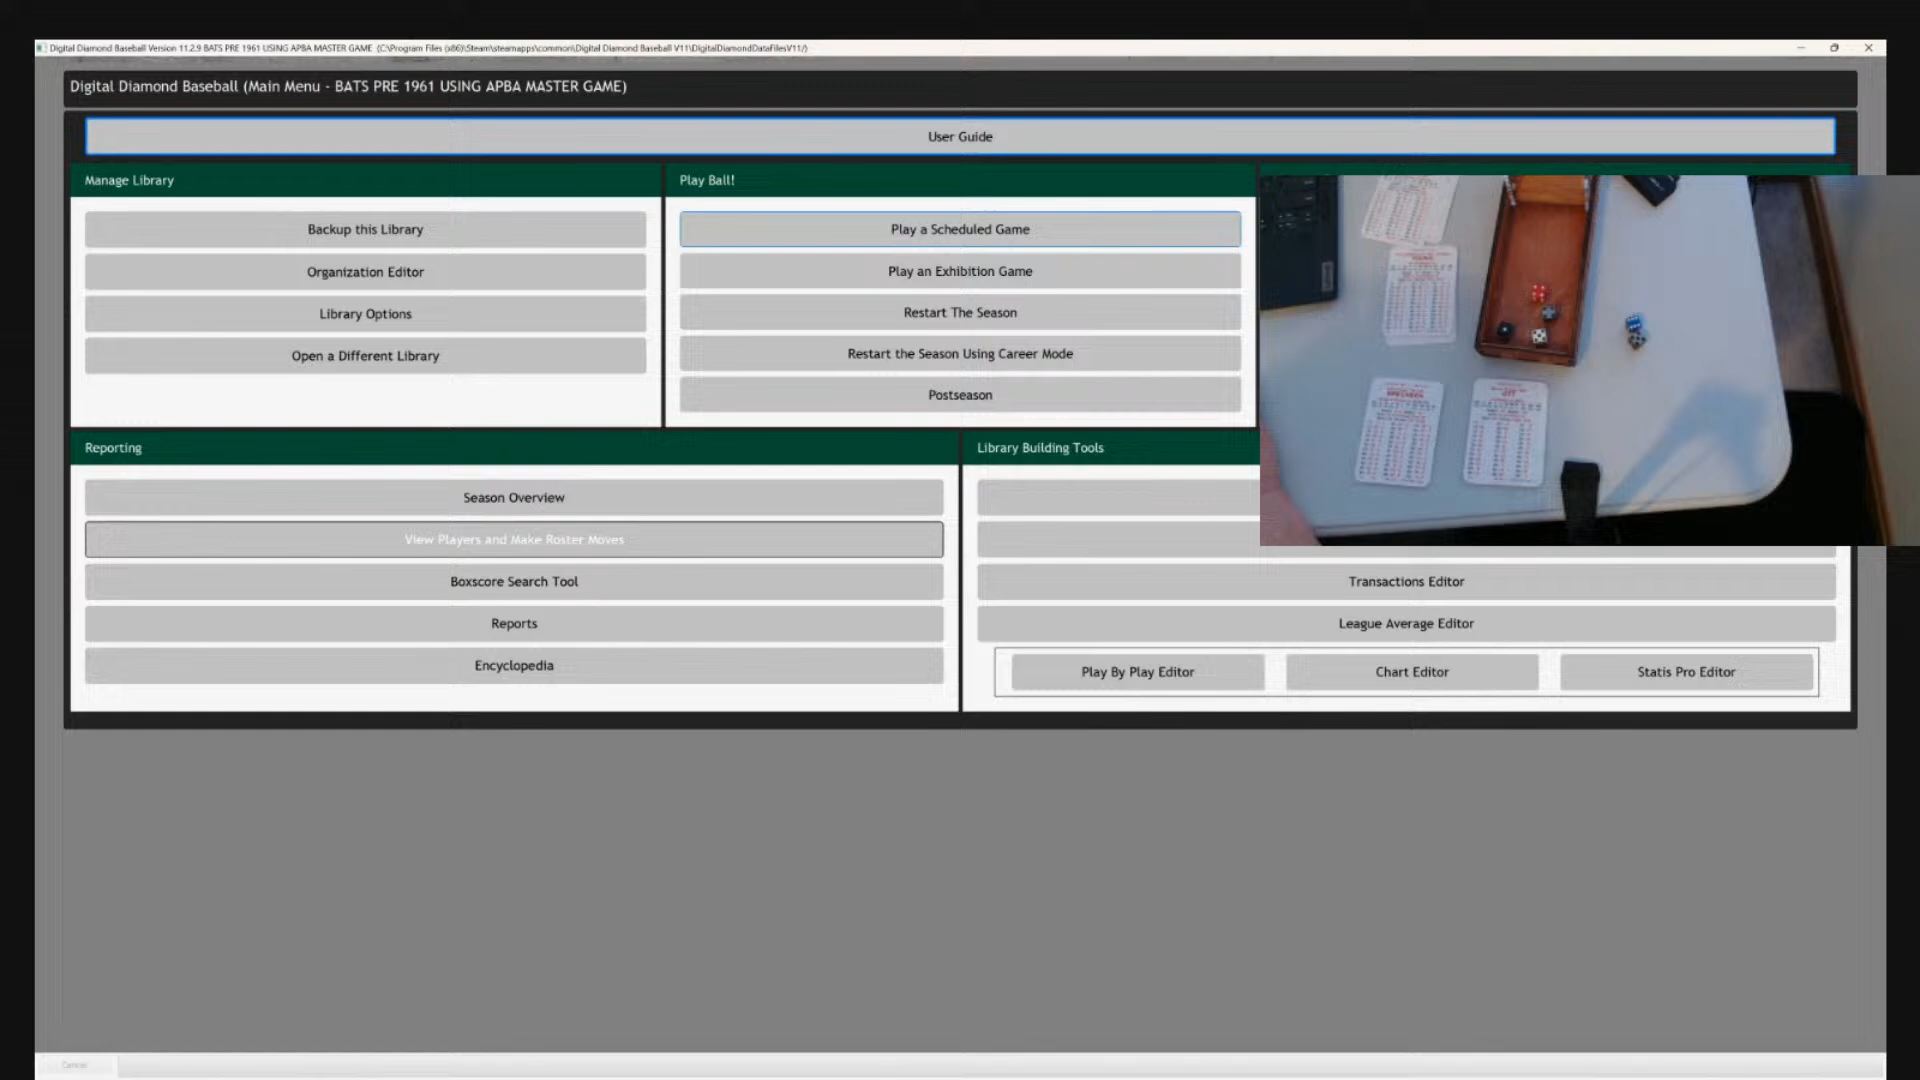 Digital Diamond Baseball Version 11.2.9 BATS PRE 1961 USING APBA MASTER GAME (C:\Program Files (x86)\Steam\steamapps\common\Digital Diamond Baseball V11\DigitalDiamondDataFilesV11/)
Digital Diamond Baseball (Main Menu - BATS PRE 1961 USING APBA MASTER GAME)
User Guide
Manage Library
Backup this Library
Organization Editor
Library Options
Open a Different Library
Play Ball!
Play a Scheduled Game
Play an Exhibition Game
Restart The Season
Restart the Season Using Career Mode
Postseason
Reporting
Season Overview
View Players and Make Roster Moves
Boxscore Search Tool
Reports
Encyclopedia
Library Building Tools
Transactions Editor
League Average Editor
Play By Play Editor
Chart Editor
Statis Pro Editor
OTT
Cancel